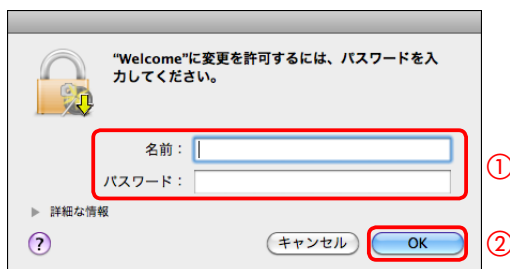 “Welcome”に変更を許可するには、パスワードを入
力してください。
名前：
パスワード：
①
▶ 詳細な情報
?
キャンセル
OK
②